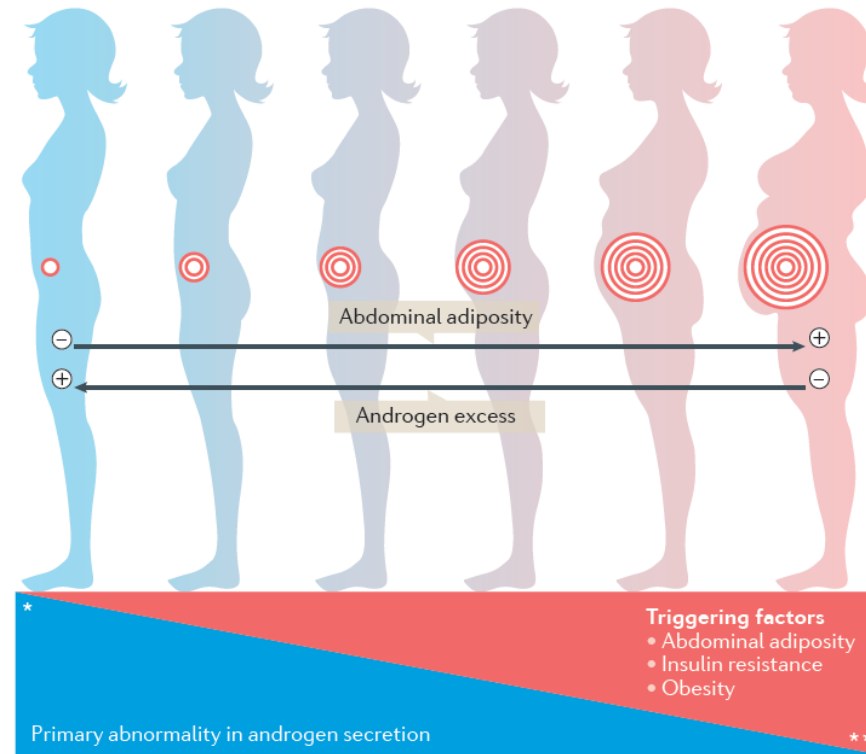 Abdominal adiposity
− +
+ −
Androgen excess
*
Triggering factors
• Abdominal adiposity
• Insulin resistance
• Obesity
Primary abnormality in androgen secretion
**